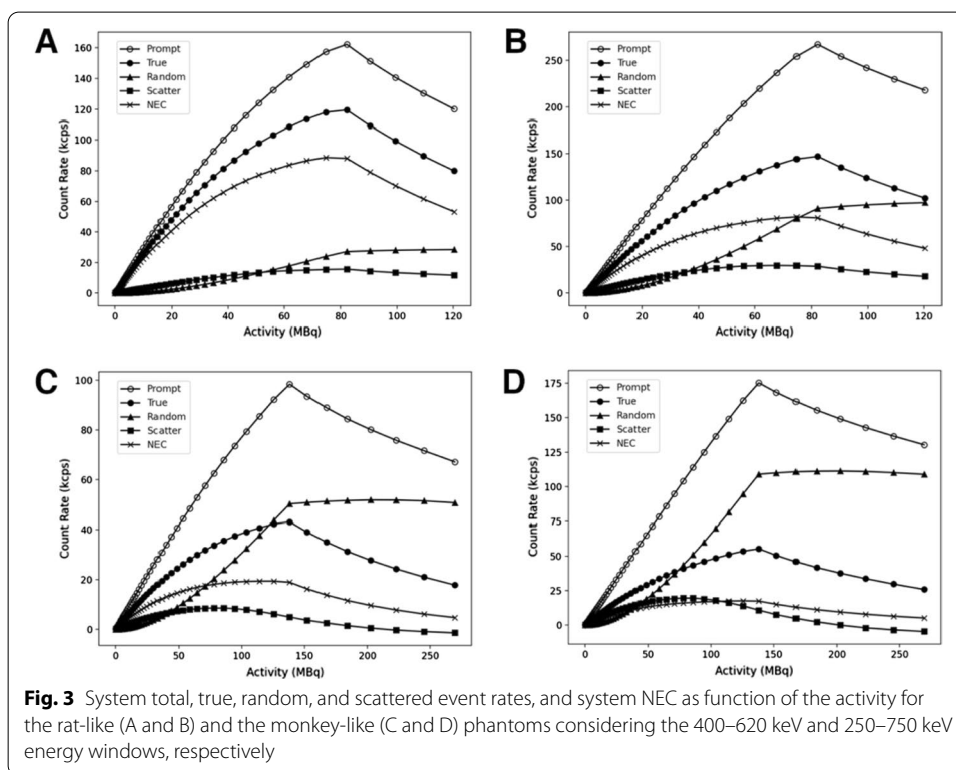 A
Prompt
True
Random
Scatter
NEC
Count Rate (kcps)
160
140
120
100
80
60
40
20
0
0 20 40 60 80 100 120
Activity (MBq)
B
Prompt
True
Random
Scatter
NEC
Count Rate (kcps)
250
200
150
100
50
0
0 20 40 60 80 100 120
Activity (MBq)
C
Prompt
True
Random
Scatter
NEC
Count Rate (kcps)
100
80
60
40
20
0
0 50 100 150 200 250
Activity (MBq)
D
Prompt
True
Random
Scatter
NEC
Count Rate (kcps)
175
150
125
100
75
50
25
0
0 50 100 150 200 250
Activity (MBq)
Fig. 3 System total, true, random, and scattered event rates, and system NEC as function of the activity for
the rat-like (A and B) and the monkey-like (C and D) phantoms considering the 400–620 keV and 250–750 keV
energy windows, respectively